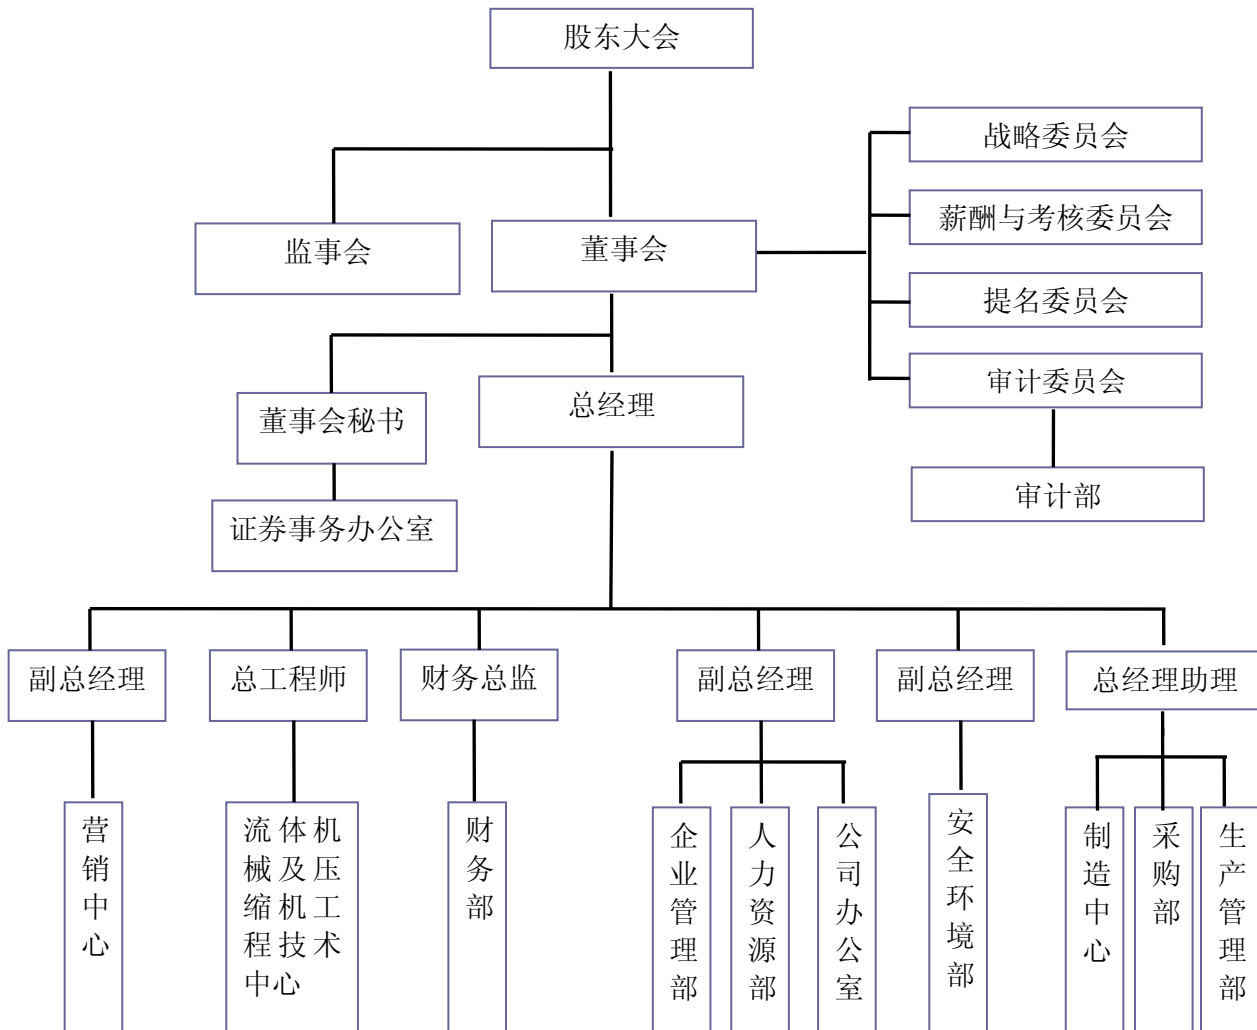 股东大会
战略委员会
薪酬与考核委员会
监事会
董事会
提名委员会
审计委员会
董事会秘书
总经理
审计部
证券事务办公室
副总经理
总工程师
财务总监
副总经理
副总经理
总经理助理
营销中心
流体机
械及压
缩机工
程技术
中心
财务部
企业管理部
人力资源部
公司办公室
安全环境部
制造中心
采购部
生产管理部